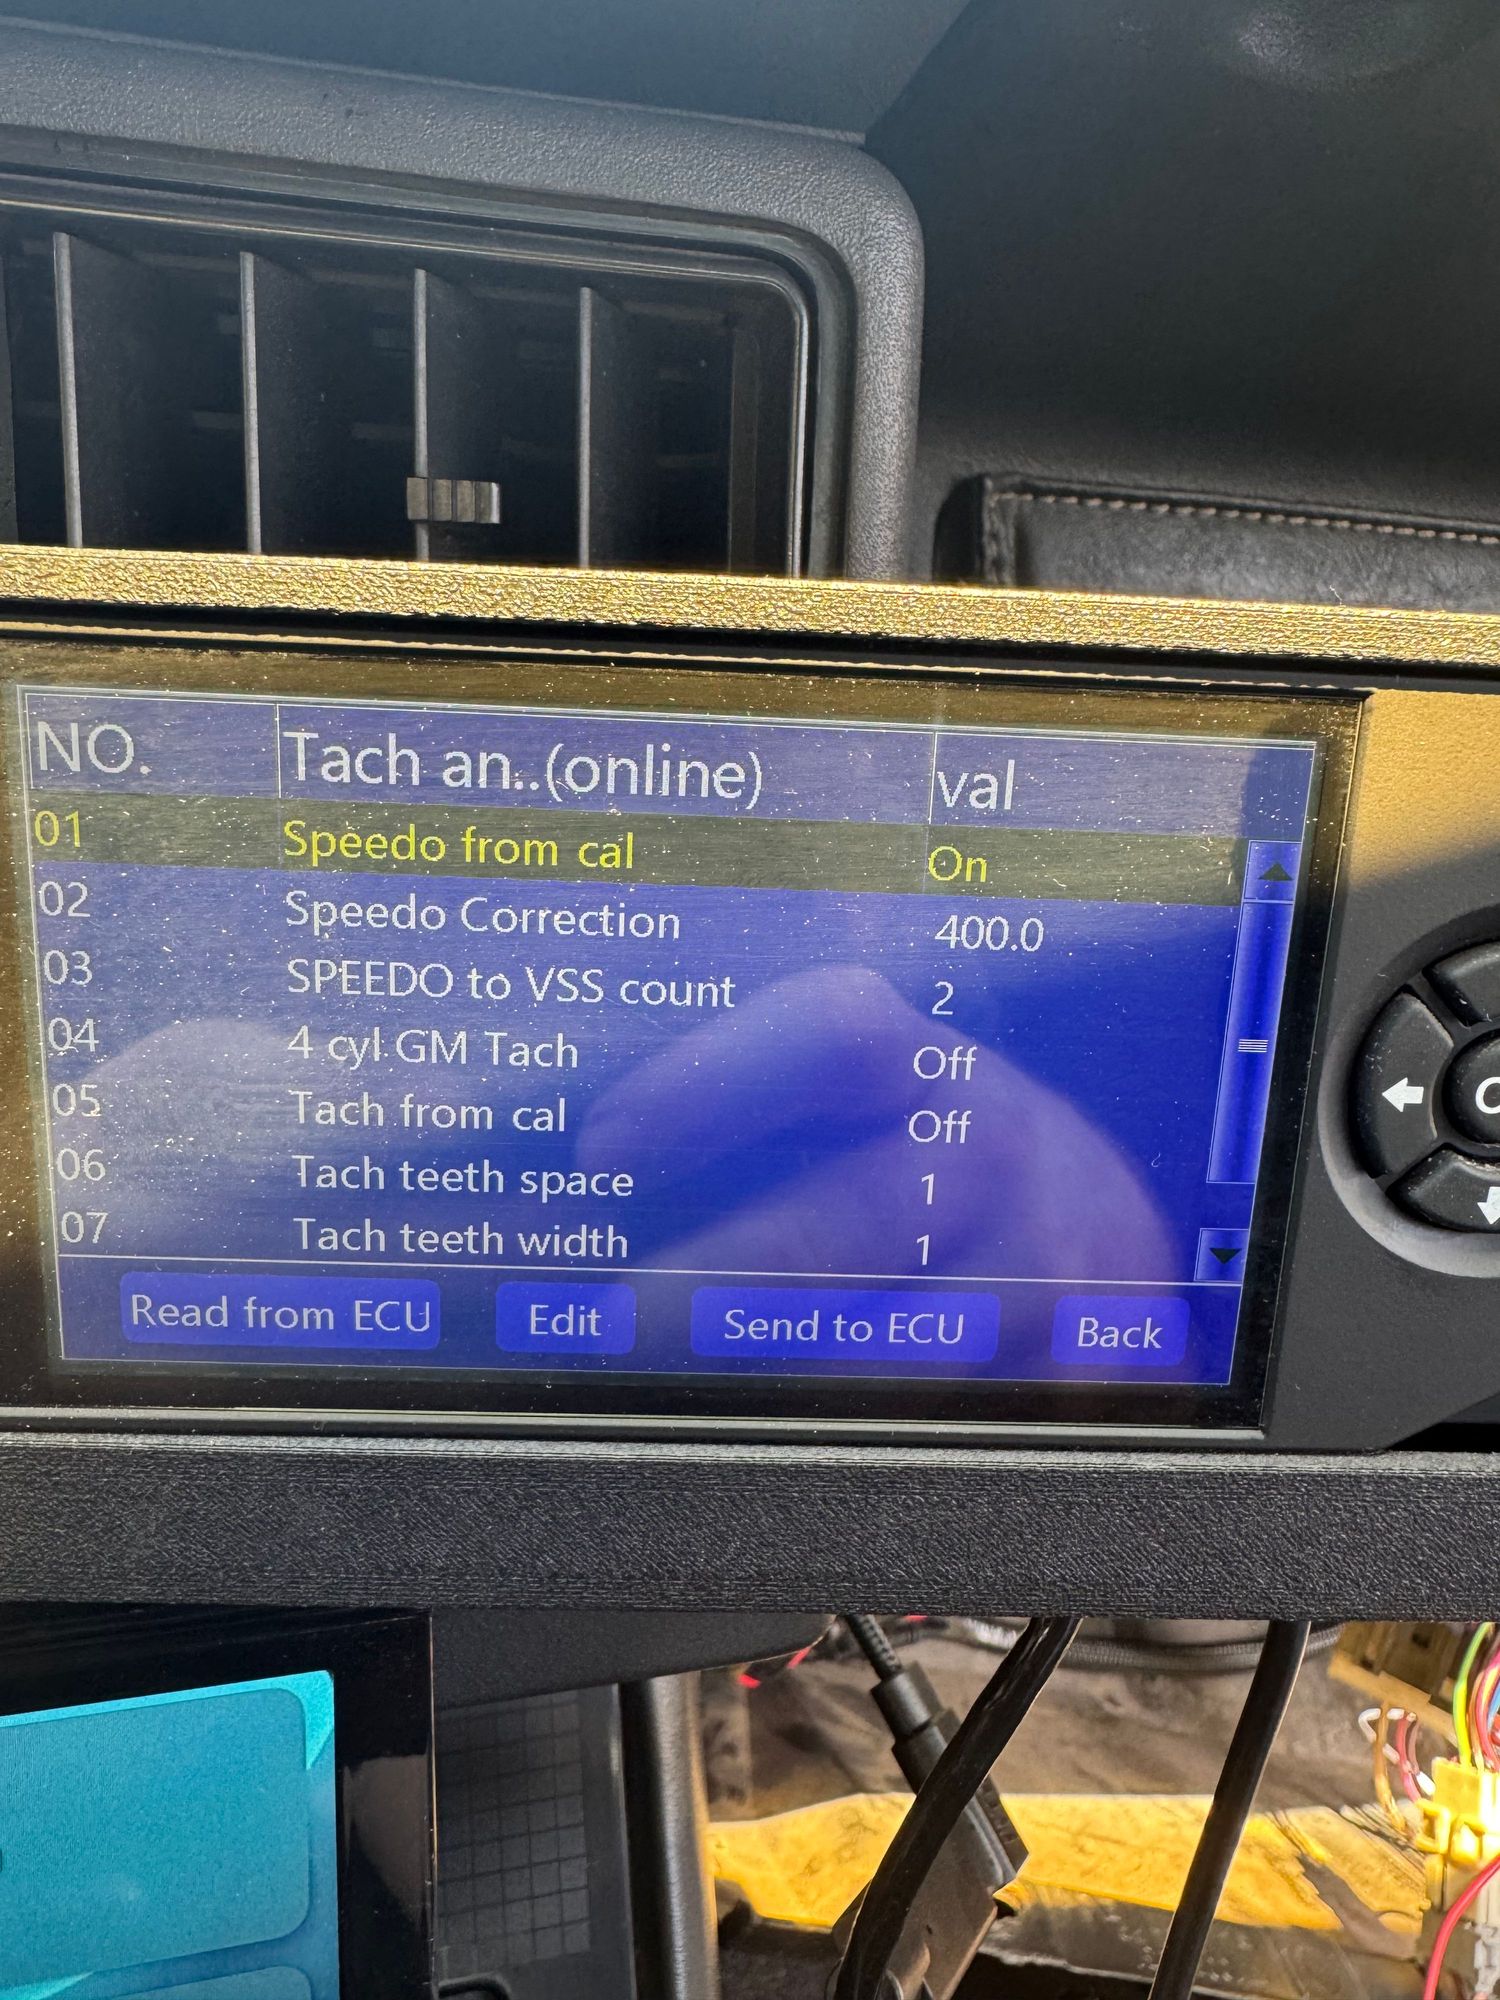 NO. Tach an..(online) val
01 Speedo from cal On
02 Speedo Correction 400.0
03 SPEEDO to VSS count 2
04 4 cyl GM Tach Off
05 Tach from cal Off
06 Tach teeth space 1
07 Tach teeth width 1
Read from ECU Edit Send to ECU Back